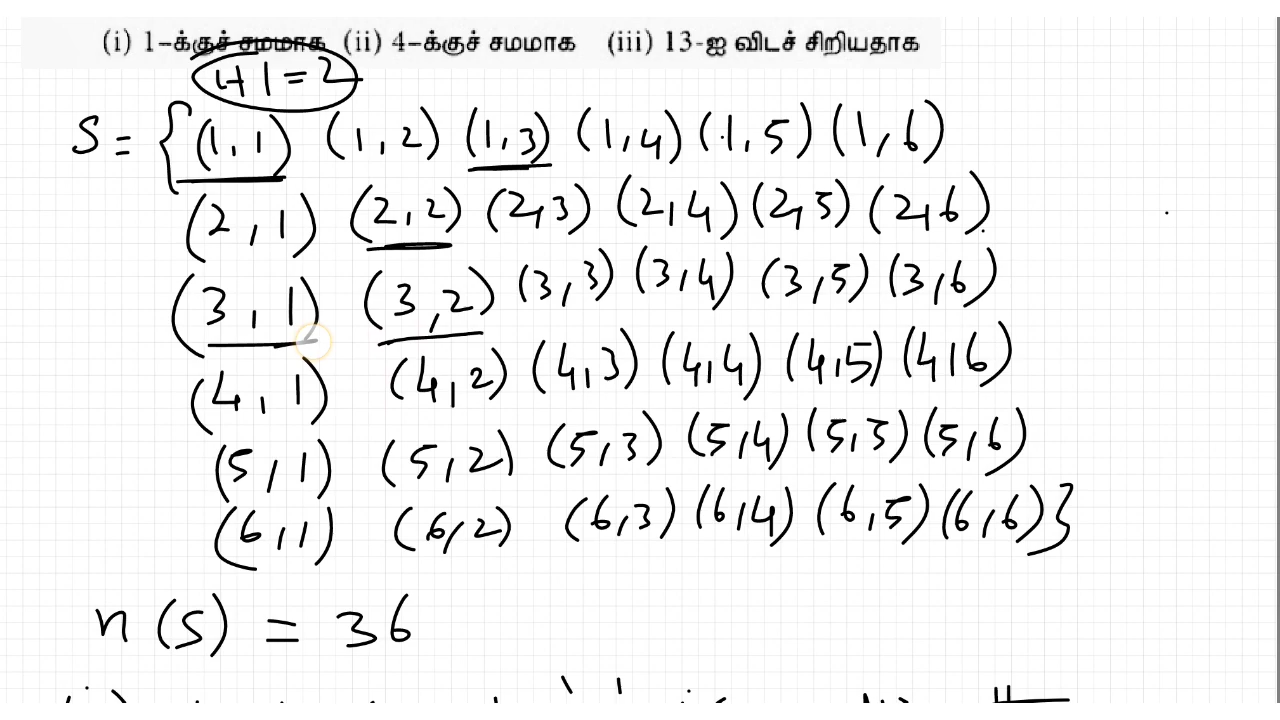 (i) 1-க்குச் சமமாக (ii) 4-க்குச் சமமாக (iii) 13-ஐ விடச் சிறியதாக
1+1=2
S = {(1,1) (1,2) (1,3) (1,4) (1,5) (1,6)
(2,1) (2,2) (2,3) (2,4) (2,5) (2,6)
(3,1) (3,2) (3,3) (3,4) (3,5) (3,6)
(4,1) (4,2) (4,3) (4,4) (4,5) (4,6)
(5,1) (5,2) (5,3) (5,4) (5,5) (5,6)
(6,1) (6,2) (6,3) (6,4) (6,5) (6,6)}
n(S) = 36